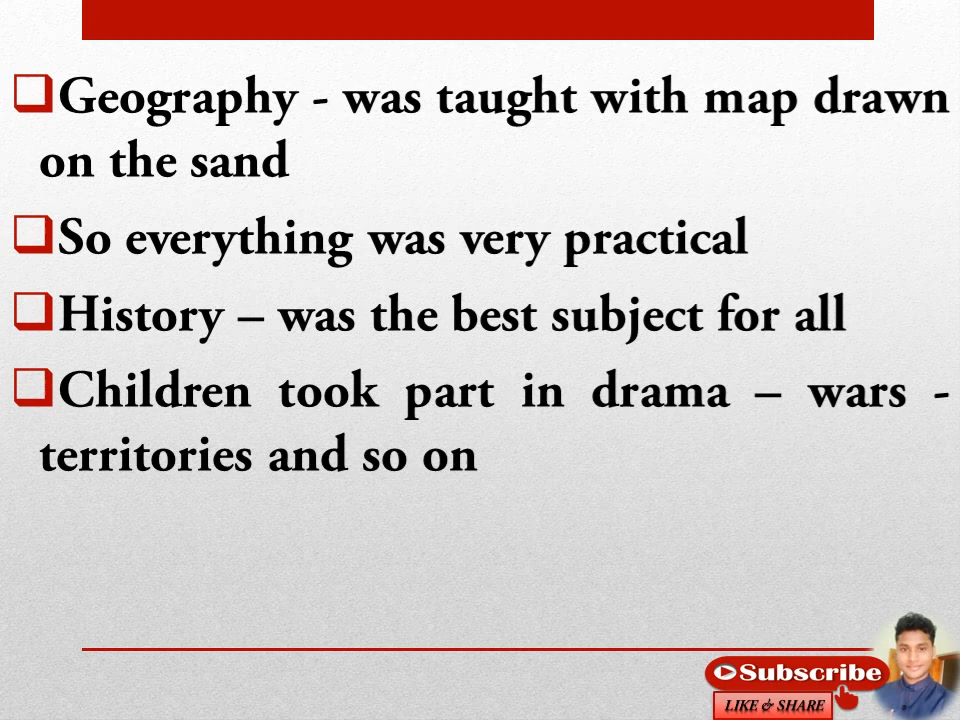 Geography - was taught with map drawn
on the sand
So everything was very practical
History – was the best subject for all
Children took part in drama – wars -
territories and so on
Subscribe
LIKE & SHARE